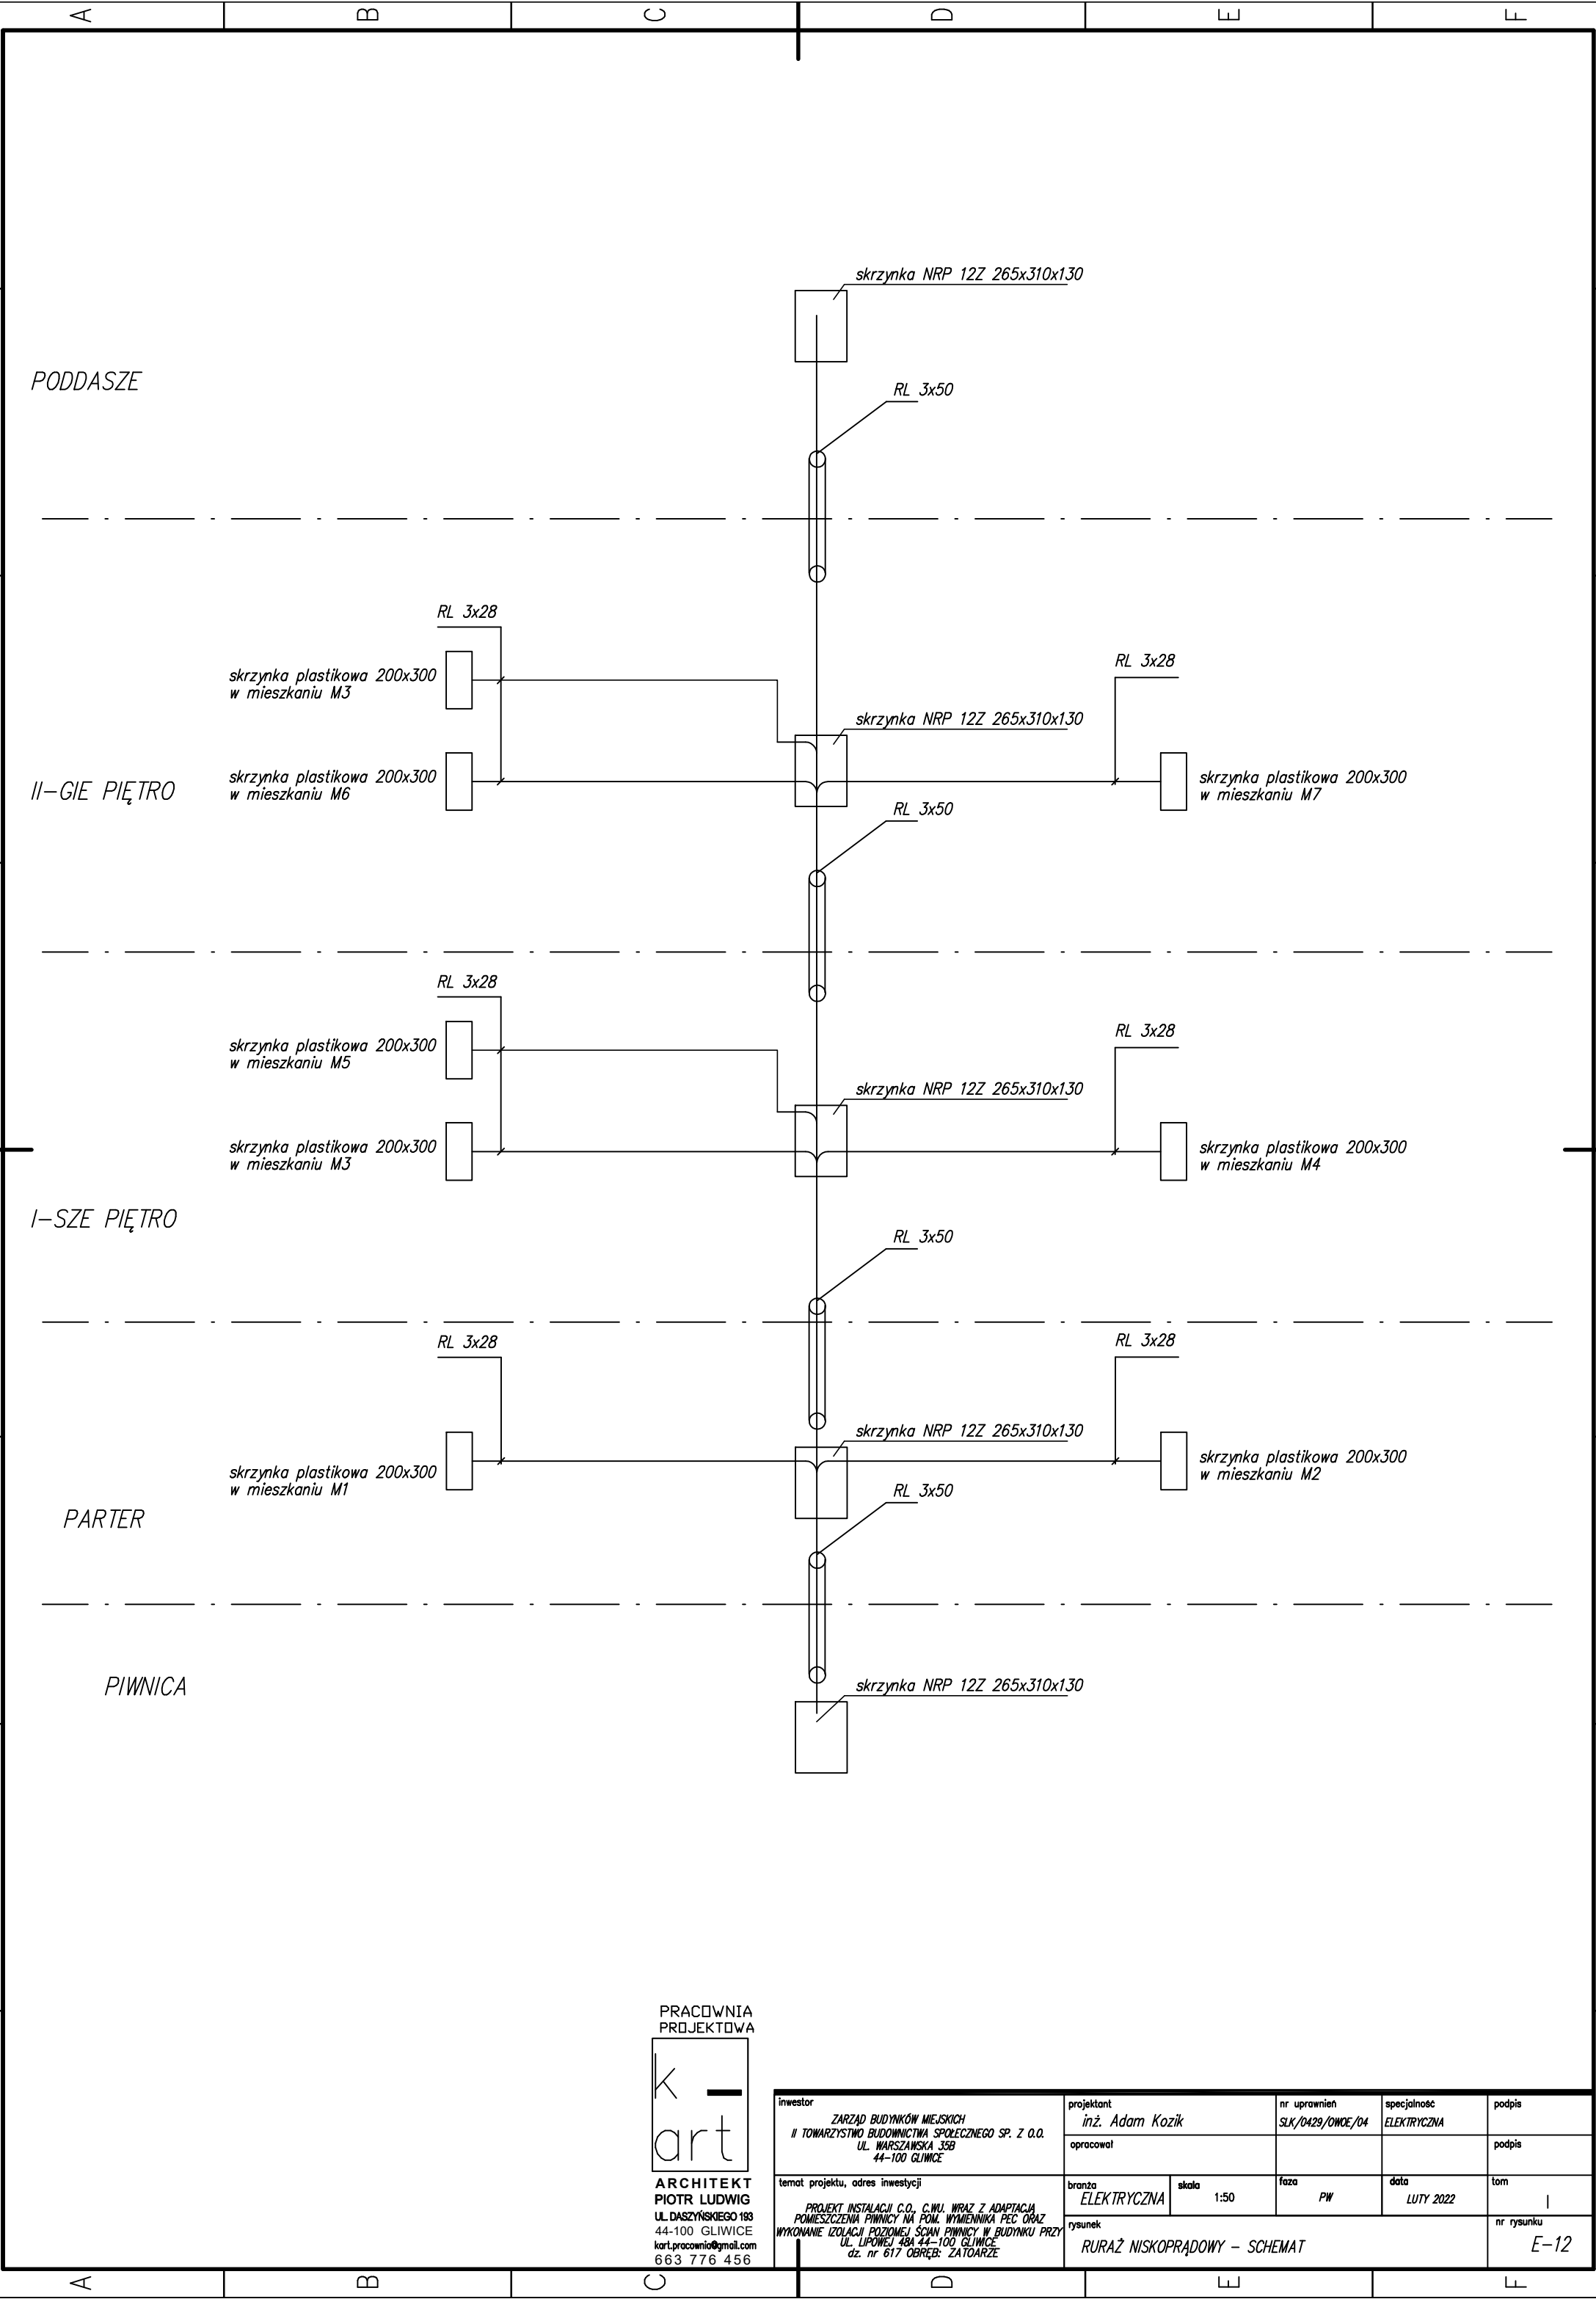 A B C D E F
skrzynka NRP 12Z 265x310x130
PODDASZE
RL 3x50
RL 3x28
skrzynka plastikowa 200x300
w mieszkaniu M3
RL 3x28
skrzynka NRP 12Z 265x310x130
II-GIE PIĘTRO
skrzynka plastikowa 200x300
w mieszkaniu M6
skrzynka plastikowa 200x300
w mieszkaniu M7
RL 3x50
RL 3x28
skrzynka plastikowa 200x300
w mieszkaniu M5
RL 3x28
skrzynka NRP 12Z 265x310x130
skrzynka plastikowa 200x300
w mieszkaniu M3
skrzynka plastikowa 200x300
w mieszkaniu M4
I-SZE PIĘTRO
RL 3x50
RL 3x28
RL 3x28
skrzynka NRP 12Z 265x310x130
skrzynka plastikowa 200x300
w mieszkaniu M1
skrzynka plastikowa 200x300
w mieszkaniu M2
RL 3x50
PARTER
PIWNICA
skrzynka NRP 12Z 265x310x130
PRACOWNIA
PROJEKTOWA
k
art
ARCHITEKT
PIOTR LUDWIG
UL. DASZYŃSKIEGO 193
44-100 GLIWICE
kart.pracownia@gmail.com
663 776 456
inwestor
ZARZĄD BUDYNKÓW MIEJSKICH
II TOWARZYSTWO BUDOWNICTWA SPOŁECZNEGO SP. Z O.O.
UL. WARSZAWSKA 35B
44-100 GLIWICE
temat projektu, adres inwestycji
PROJEKT INSTALACJI C.O., C.WU. WRAZ Z ADAPTACJĄ
POMIESZCZENIA PIWNICY NA POM. WYMIENNIKA PEC ORAZ
WYKONANIE IZOLACJI POZIOMEJ ŚCIAN PIWNICY W BUDYNKU PRZY
UL. LIPOWEJ 48A 44-100 GLIWICE
dz. nr 617 OBRĘB: ZATOARZE
projektant
inż. Adam Kozik
nr uprawnień
SLK/0429/OWOE/04
specjalność
ELEKTRYCZNA
podpis
opracował
podpis
branża
ELEKTRYCZNA
skala
1:50
faza
PW
data
LUTY 2022
tom
I
rysunek
RURAŻ NISKOPRĄDOWY - SCHEMAT
nr rysunku
E-12
A B C D E F